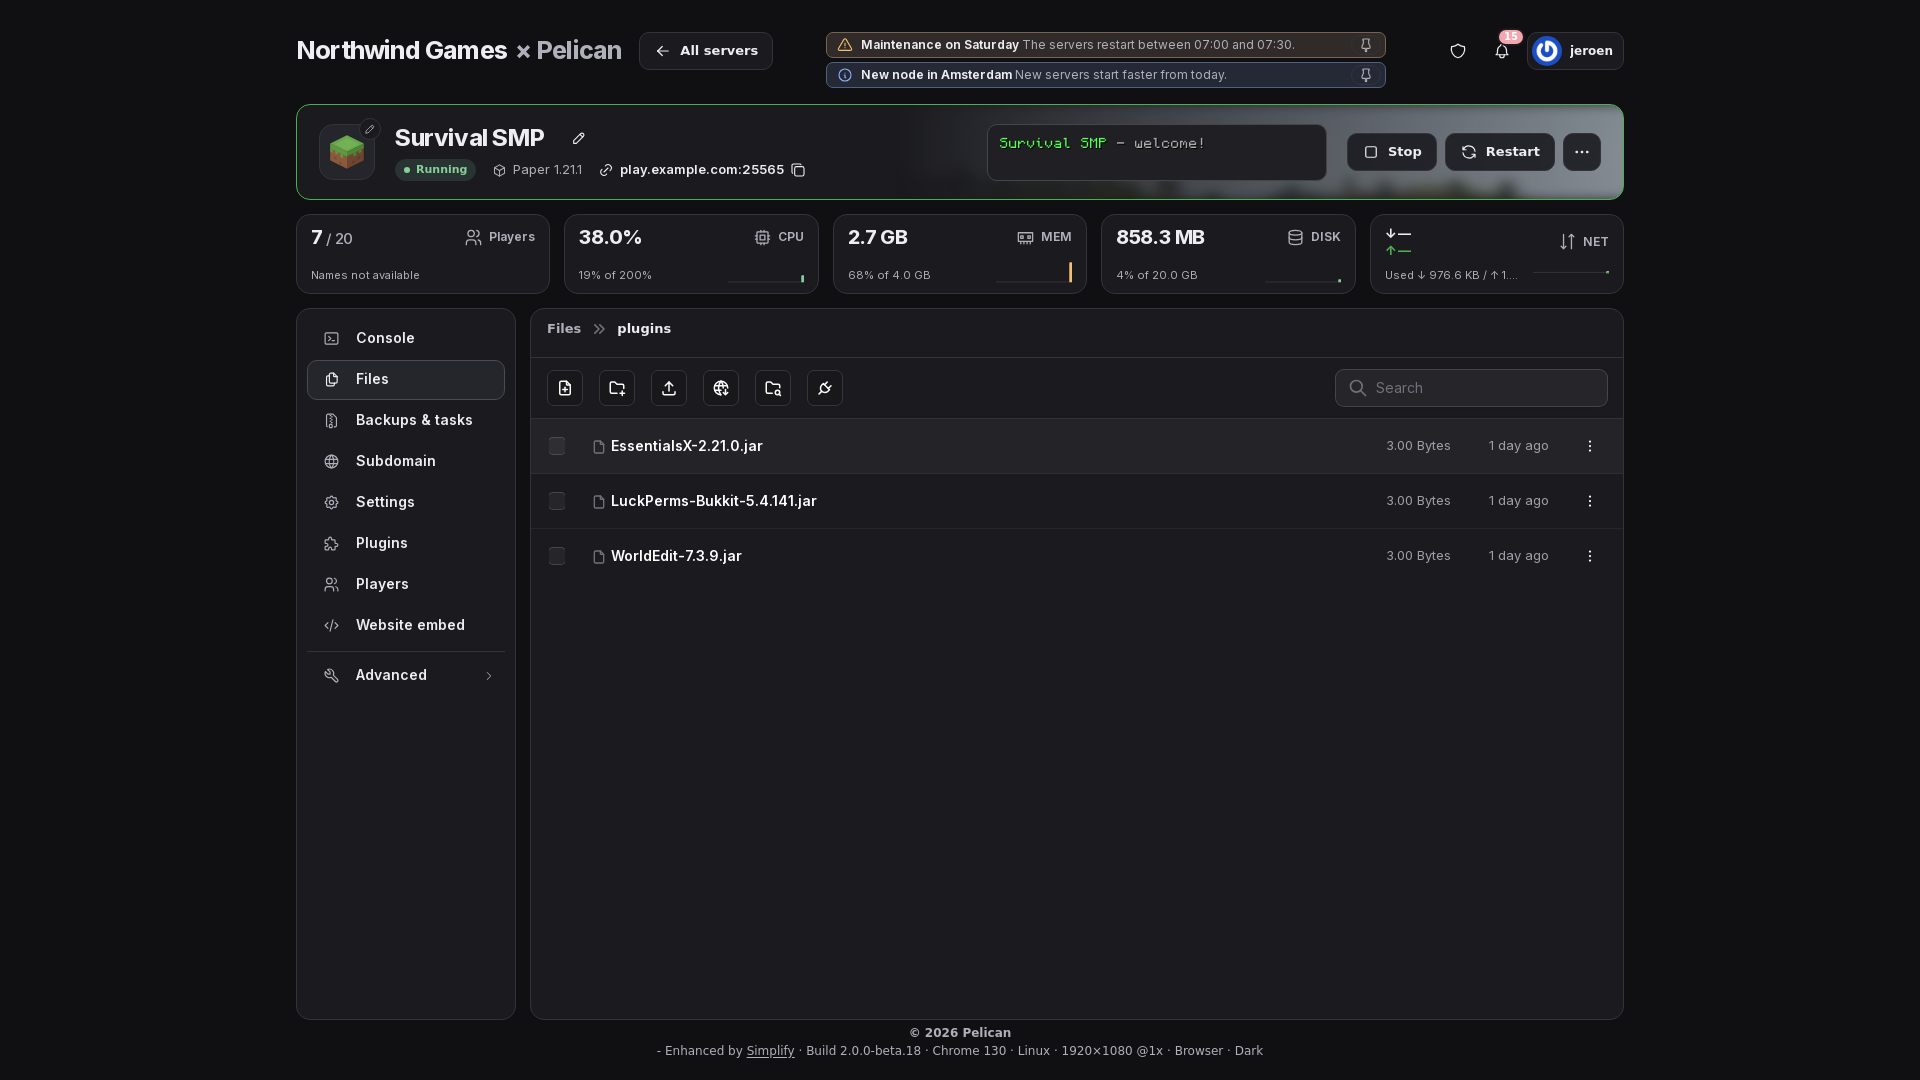 Northwind Games × Pelican
All servers
Maintenance on Saturday The servers restart between 07:00 and 07:30.
New node in Amsterdam New servers start faster from today.
15
jeroen
Survival SMP
Running
Paper 1.21.1
play.example.com:25565
Survival SMP - welcome!
Stop
Restart
7 / 20
Players
Names not available
38.0%
CPU
19% of 200%
2.7 GB
MEM
68% of 4.0 GB
858.3 MB
DISK
4% of 20.0 GB
↓—
↑—
NET
Used ↓ 976.6 KB / ↑ 1...
Console
Files
Backups & tasks
Subdomain
Settings
Plugins
Players
Website embed
Advanced
Files » plugins
Search
EssentialsX-2.21.0.jar 3.00 Bytes 1 day ago
LuckPerms-Bukkit-5.4.141.jar 3.00 Bytes 1 day ago
WorldEdit-7.3.9.jar 3.00 Bytes 1 day ago
© 2026 Pelican
- Enhanced by Simplify · Build 2.0.0-beta.18 · Chrome 130 · Linux · 1920×1080 @1x · Browser · Dark